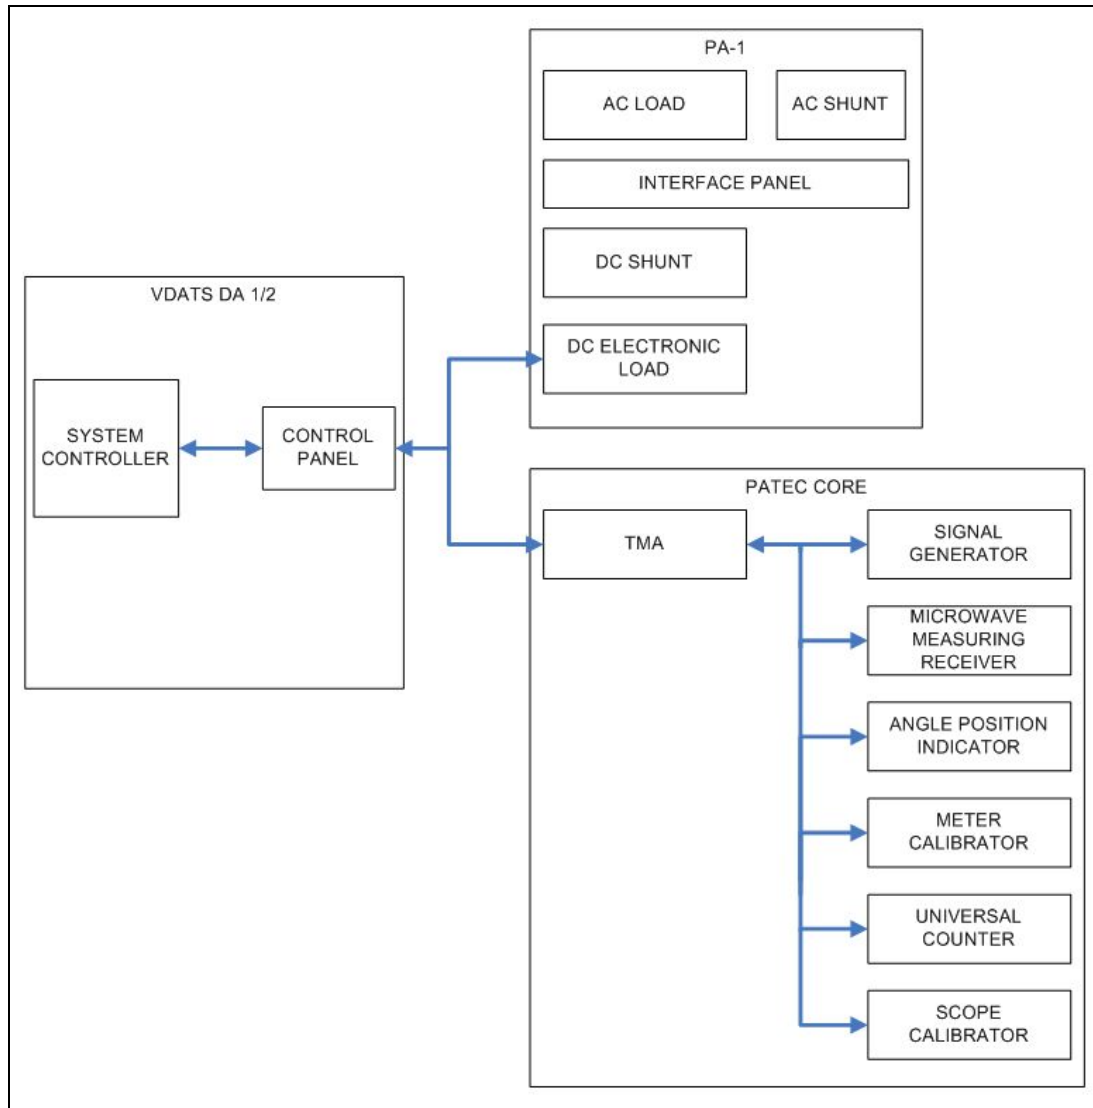 PA-1
AC LOAD
AC SHUNT
INTERFACE PANEL
DC SHUNT
DC ELECTRONIC
LOAD
VDATS DA 1/2
SYSTEM
CONTROLLER
CONTROL
PANEL
PATEC CORE
TMA
SIGNAL
GENERATOR
MICROWAVE
MEASURING
RECEIVER
ANGLE POSITION
INDICATOR
METER
CALIBRATOR
UNIVERSAL
COUNTER
SCOPE
CALIBRATOR